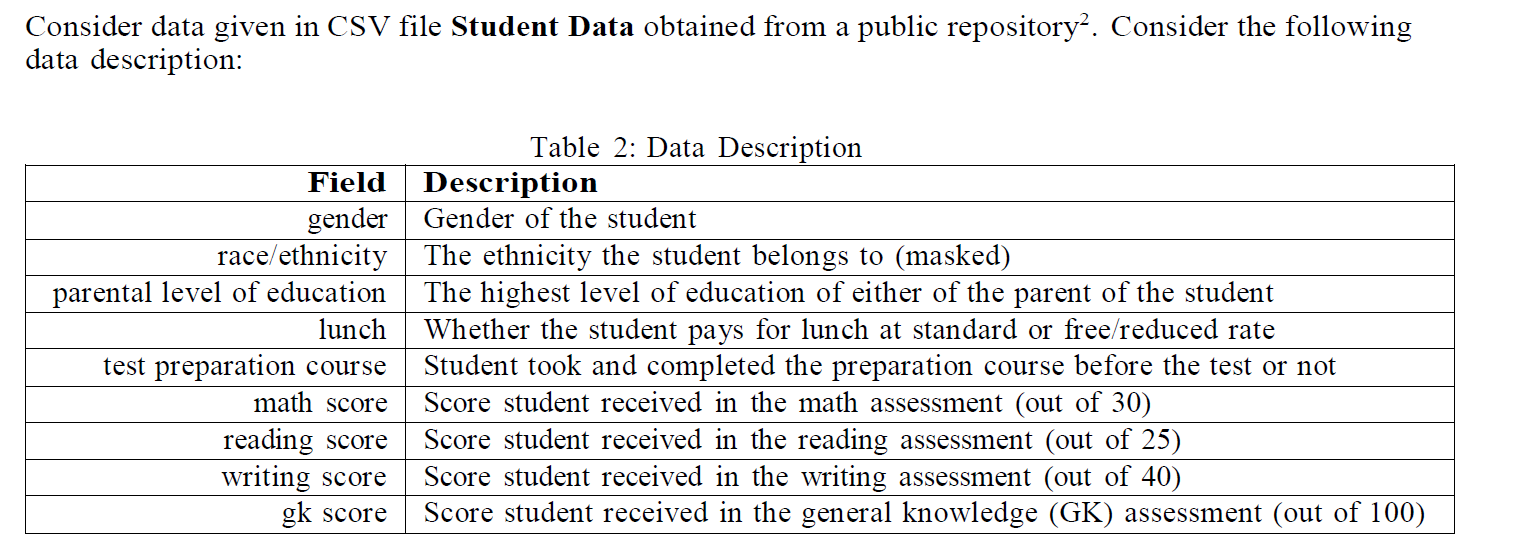 Consider data given in CSV file Student Data obtained from a public repository². Consider the following
data description:
Table 2: Data Description
Field Description
gender Gender of the student
race/ethnicity The ethnicity the student belongs to (masked)
parental level of education The highest level of education of either of the parent of the student
lunch Whether the student pays for lunch at standard or free/reduced rate
test preparation course Student took and completed the preparation course before the test or not
math score Score student received in the math assessment (out of 30)
reading score Score student received in the reading assessment (out of 25)
writing score Score student received in the writing assessment (out of 40)
gk score Score student received in the general knowledge (GK) assessment (out of 100)